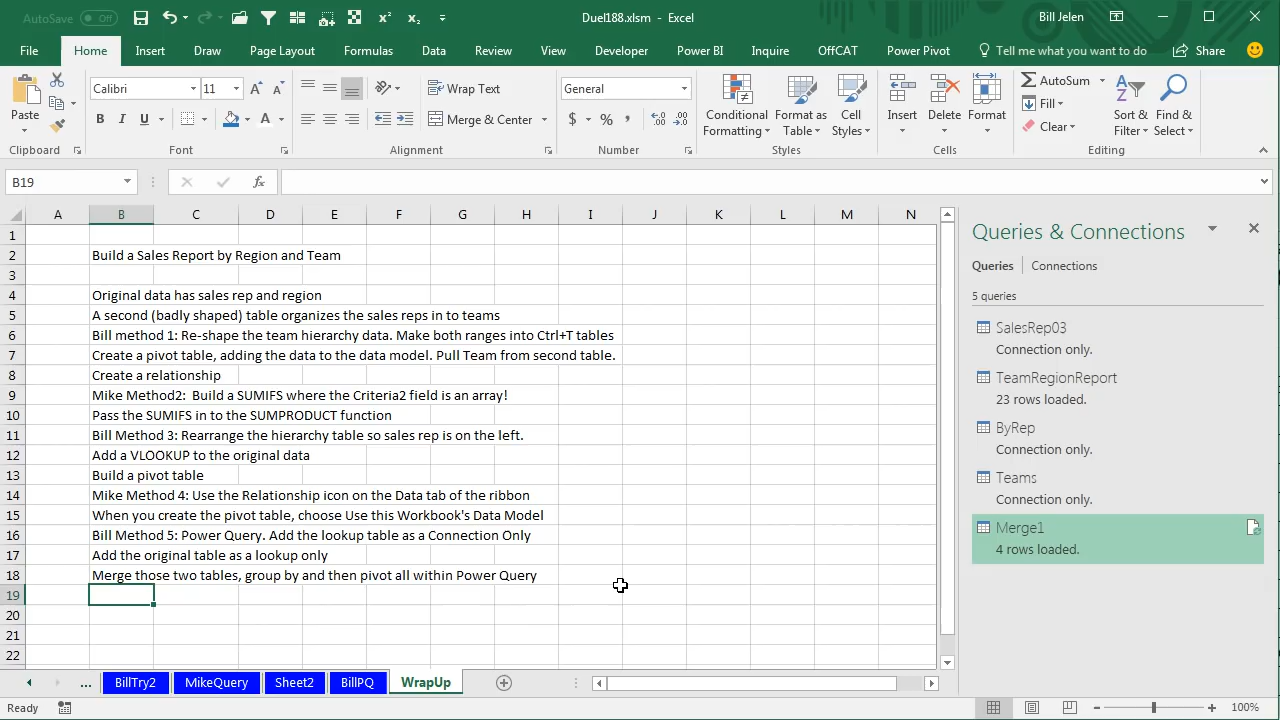 AutoSave Off
Duel188.xlsm - Excel
Bill Jelen
File Home Insert Draw Page Layout Formulas Data Review View Developer Power BI Inquire OffCAT Power Pivot Tell me what you want to do Share
Paste
Calibri 11
B I U
Wrap Text
Merge & Center
General
$ % ,
Conditional Formatting
Format as Table
Cell Styles
Insert Delete Format
AutoSum
Fill
Clear
Sort & Filter
Find & Select
Clipboard Font Alignment Number Styles Cells Editing
B19
fx
A B C D E F G H I J K L M N
1
2 Build a Sales Report by Region and Team
3
4 Original data has sales rep and region
5 A second (badly shaped) table organizes the sales reps in to teams
6 Bill method 1: Re-shape the team hierarchy data. Make both ranges into Ctrl+T tables
7 Create a pivot table, adding the data to the data model. Pull Team from second table.
8 Create a relationship
9 Mike Method2:  Build a SUMIFS where the Criteria2 field is an array!
10 Pass the SUMIFS in to the SUMPRODUCT function
11 Bill Method 3: Rearrange the hierarchy table so sales rep is on the left.
12 Add a VLOOKUP to the original data
13 Build a pivot table
14 Mike Method 4: Use the Relationship icon on the Data tab of the ribbon
15 When you create the pivot table, choose Use this Workbook's Data Model
16 Bill Method 5: Power Query. Add the lookup table as a Connection Only
17 Add the original table as a lookup only
18 Merge those two tables, group by and then pivot all within Power Query
19
20
21
22
Queries & Connections
Queries Connections
5 queries
SalesRep03
Connection only.
TeamRegionReport
23 rows loaded.
ByRep
Connection only.
Teams
Connection only.
Merge1
4 rows loaded.
... BillTry2 MikeQuery Sheet2 BillPQ WrapUp
Ready
100%